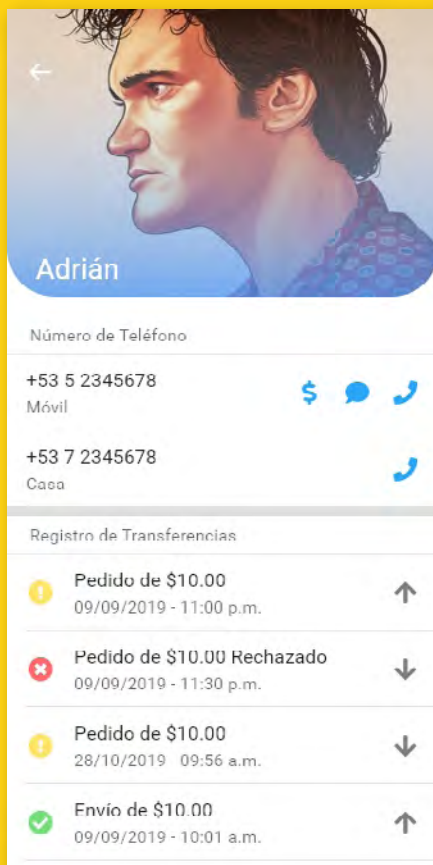 Adrián
Número de Teléfono
+53 5 2345678
Móvil
+53 7 2345678
Casa
Registro de Transferencias
Pedido de $10.00
09/09/2019 - 11:00 p.m.
Pedido de $10.00 Rechazado
09/09/2019 - 11:30 p.m.
Pedido de $10.00
28/10/2019 - 09:56 a.m.
Envío de $10.00
09/09/2019 - 10:01 a.m.